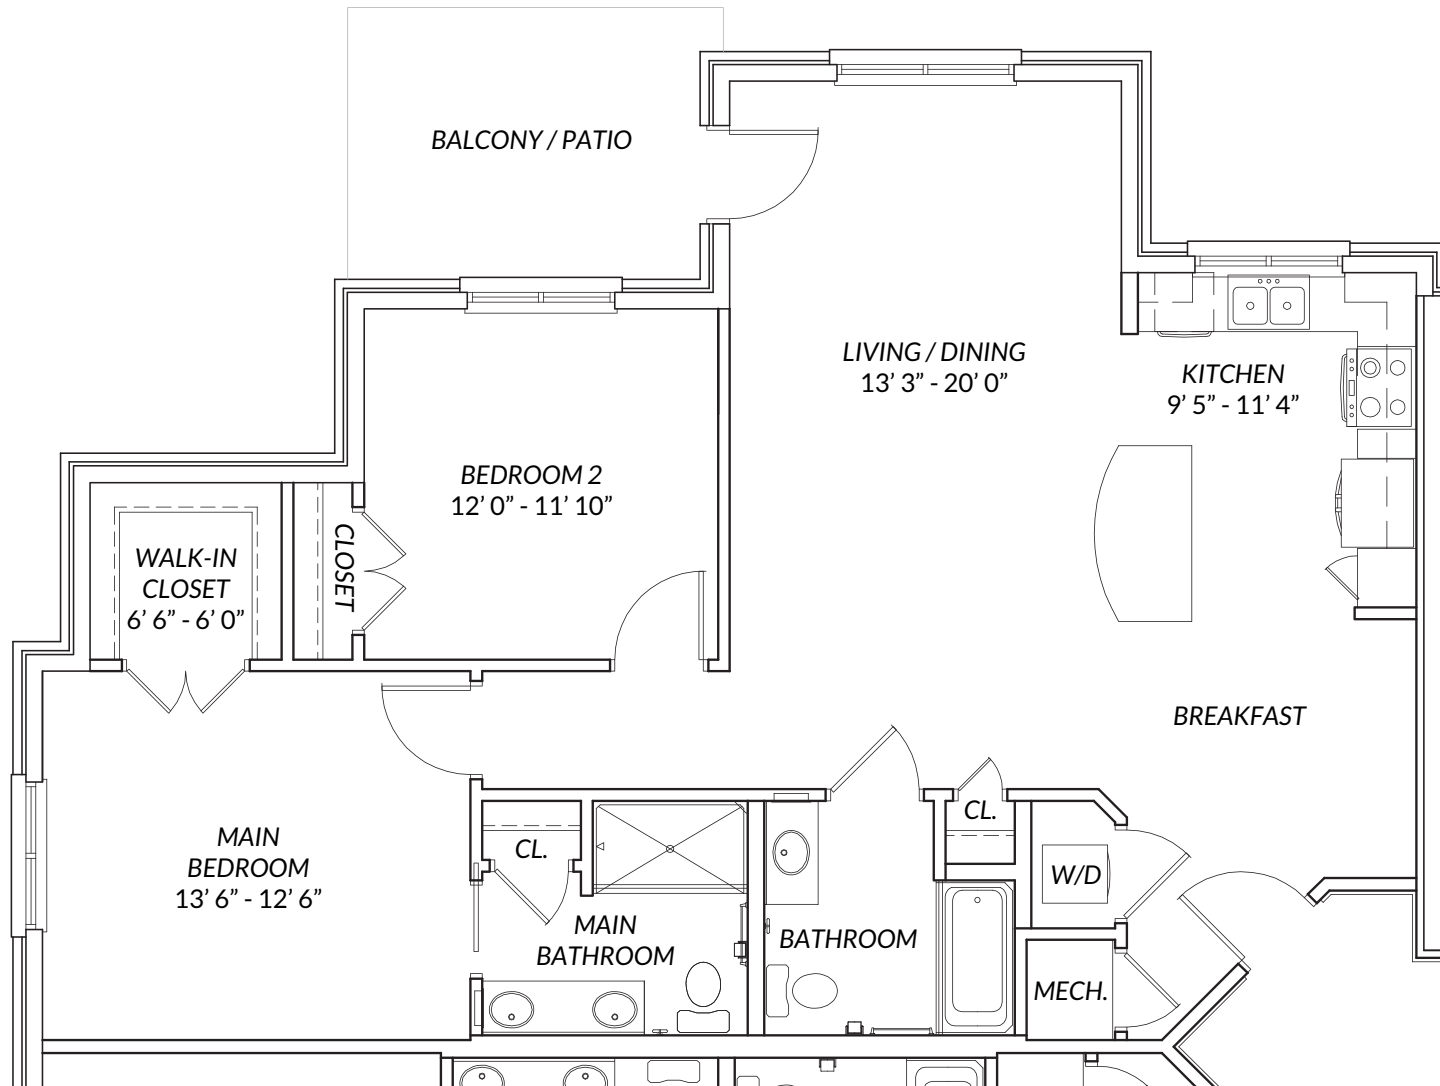 BALCONY / PATIO
LIVING / DINING
13’ 3” - 20’ 0”
KITCHEN
9’ 5” - 11’ 4”
BEDROOM 2
12’ 0” - 11’ 10”
CLOSET
WALK-IN
CLOSET
6’ 6” - 6’ 0”
BREAKFAST
MAIN
BEDROOM
13’ 6” - 12’ 6”
CL.
CL.
W/D
MAIN
BATHROOM
BATHROOM
MECH.